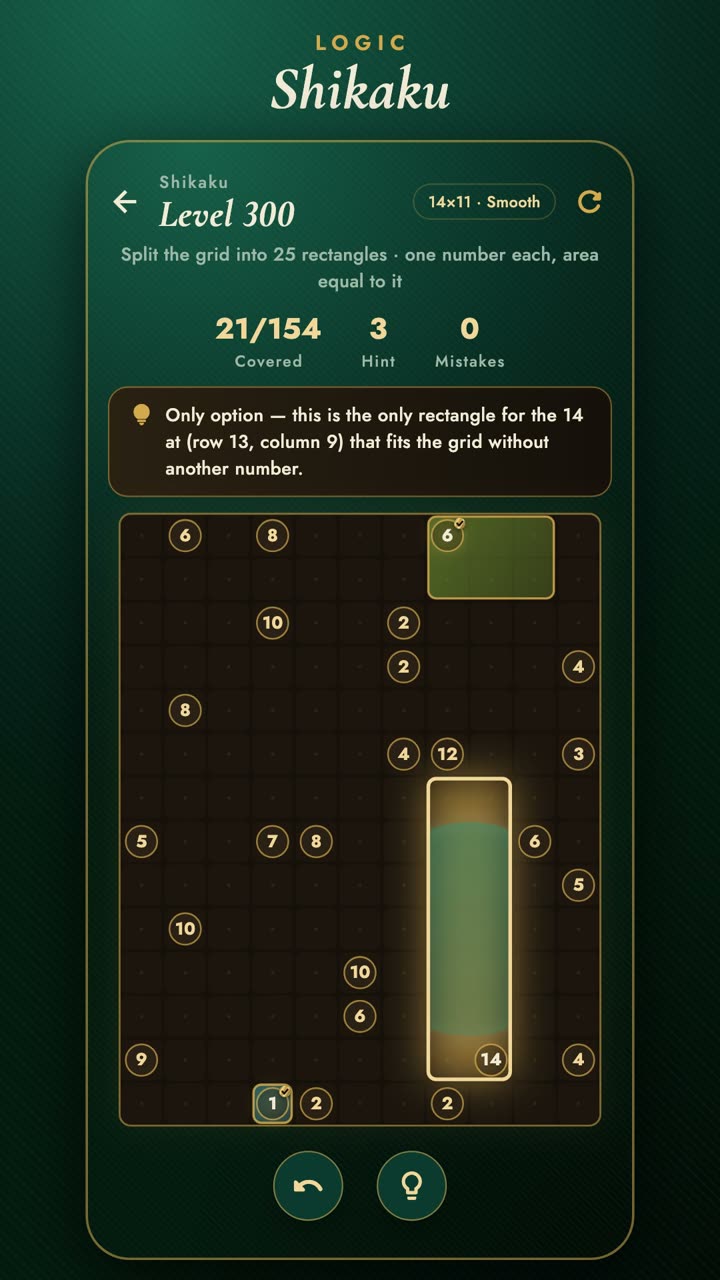 LOGIC
Shikaku
Shikaku
Level 300
14×11 · Smooth
Split the grid into 25 rectangles · one number each, area
equal to it
21/154 3 0
Covered Hint Mistakes
Only option — this is the only rectangle for the 14
at (row 13, column 9) that fits the grid without
another number.
6 8 6
10 2
2 4
8
4 12 3
5 7 8 6
5
10
10
6
9 14 4
1 2 2